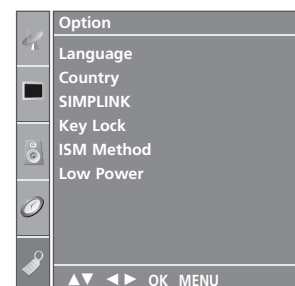 Option
Language
Country
SIMPLINK
Key Lock
ISM Method
Low Power
▲▼ ◄► OK MENU